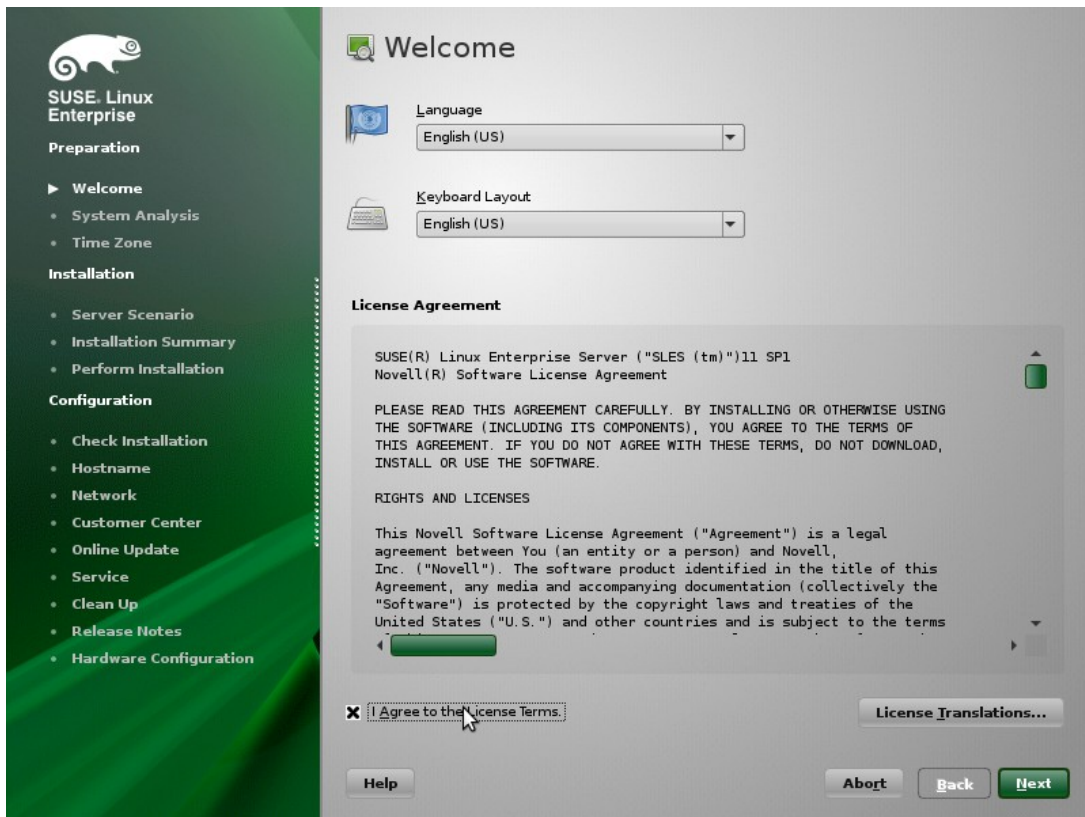 SUSE. Linux
Enterprise
Preparation
Welcome
System Analysis
Time Zone
Installation
Server Scenario
Installation Summary
Perform Installation
Configuration
Check Installation
Hostname
Network
Customer Center
Online Update
Service
Clean Up
Release Notes
Hardware Configuration
Welcome
Language
English (US)
Keyboard Layout
English (US)
License Agreement
SUSE(R) Linux Enterprise Server ("SLES (tm)")11 SP1
Novell(R) Software License Agreement
PLEASE READ THIS AGREEMENT CAREFULLY. BY INSTALLING OR OTHERWISE USING
THE SOFTWARE (INCLUDING ITS COMPONENTS), YOU AGREE TO THE TERMS OF
THIS AGREEMENT. IF YOU DO NOT AGREE WITH THESE TERMS, DO NOT DOWNLOAD,
INSTALL OR USE THE SOFTWARE.
RIGHTS AND LICENSES
This Novell Software License Agreement ("Agreement") is a legal
agreement between You (an entity or a person) and Novell,
Inc. ("Novell"). The software product identified in the title of this
Agreement, any media and accompanying documentation (collectively the
"Software") is protected by the copyright laws and treaties of the
United States ("U.S.") and other countries and is subject to the terms
I Agree to the License Terms.
License Translations...
Help
Abort
Back
Next